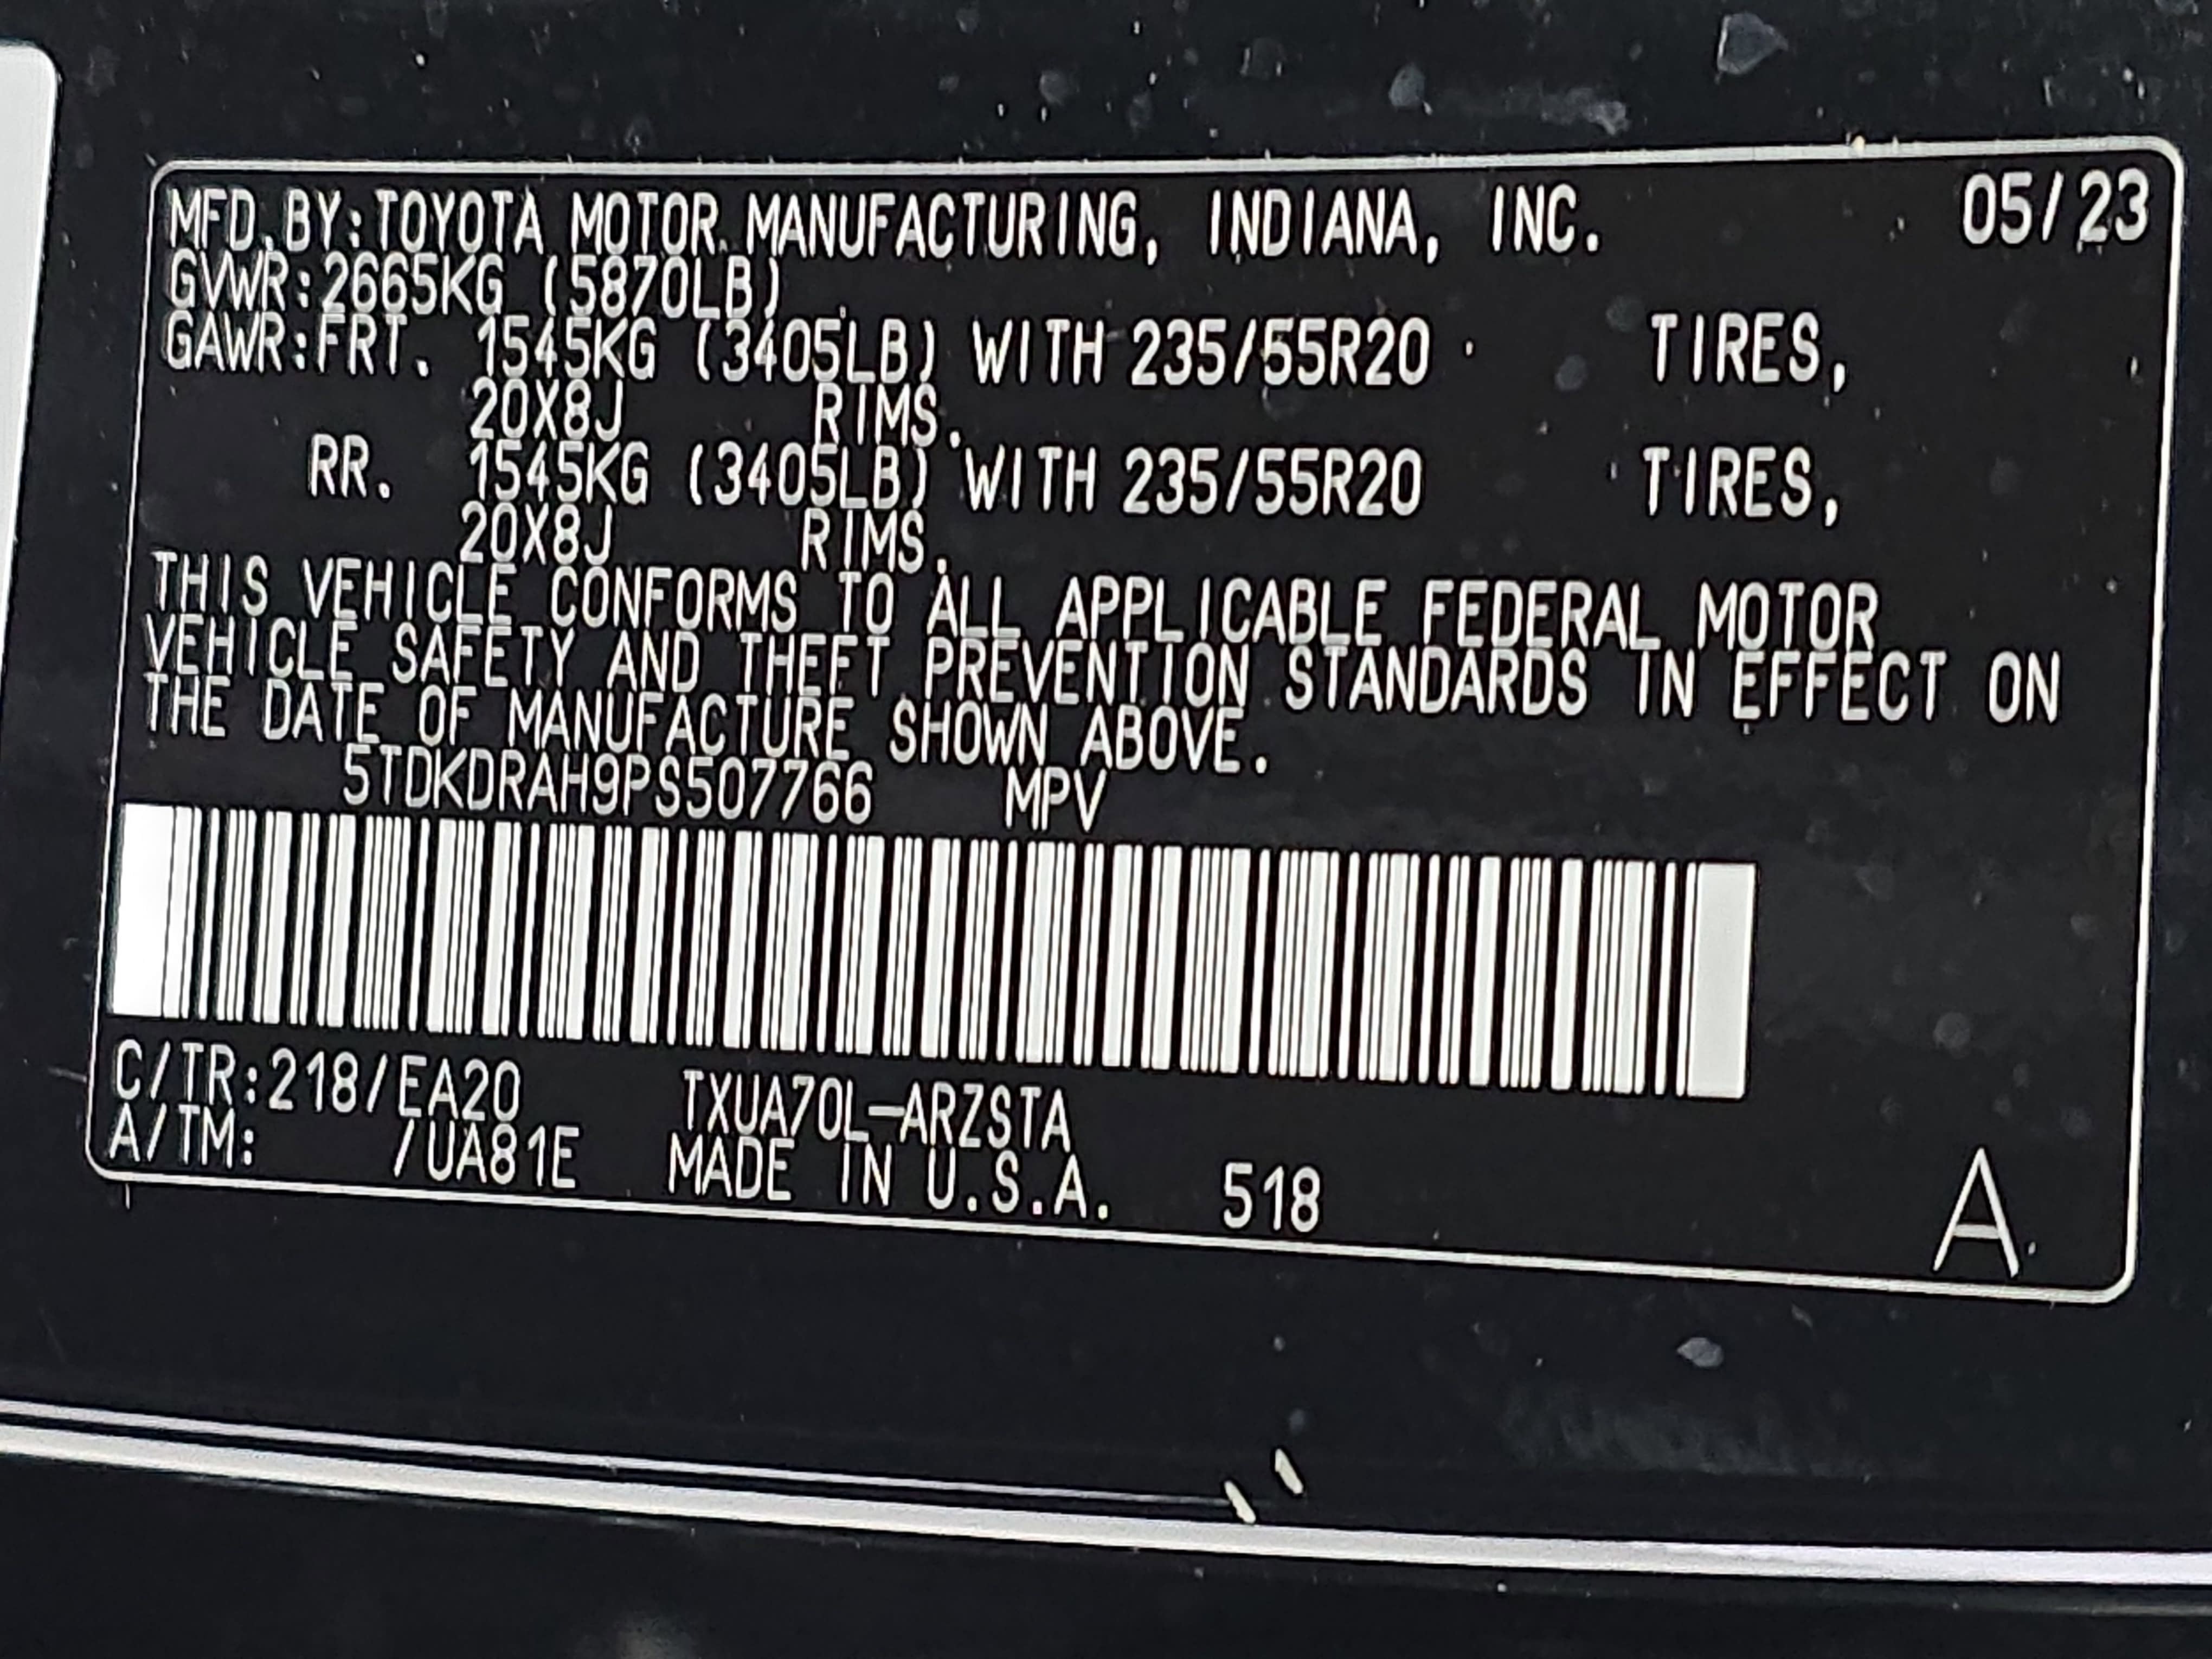 MFD.BY:TOYOTA MOTOR MANUFACTURING, INDIANA, INC. 05/23
GVWR:2665KG (5870LB)
GAWR:FRT. 1545KG (3405LB) WITH 235/55R20 TIRES,
20X8J RIMS.
RR. 1545KG (3405LB) WITH 235/55R20 TIRES,
20X8J RIMS.
THIS VEHICLE CONFORMS TO ALL APPLICABLE FEDERAL MOTOR
VEHICLE SAFETY AND THEFT PREVENTION STANDARDS IN EFFECT ON
THE DATE OF MANUFACTURE SHOWN ABOVE.
5TDKDRAH9PS507766 MPV
C/TR:218/EA20 TXUA70L-ARZSTA
A/TM: /UA81E MADE IN U.S.A. 518 A